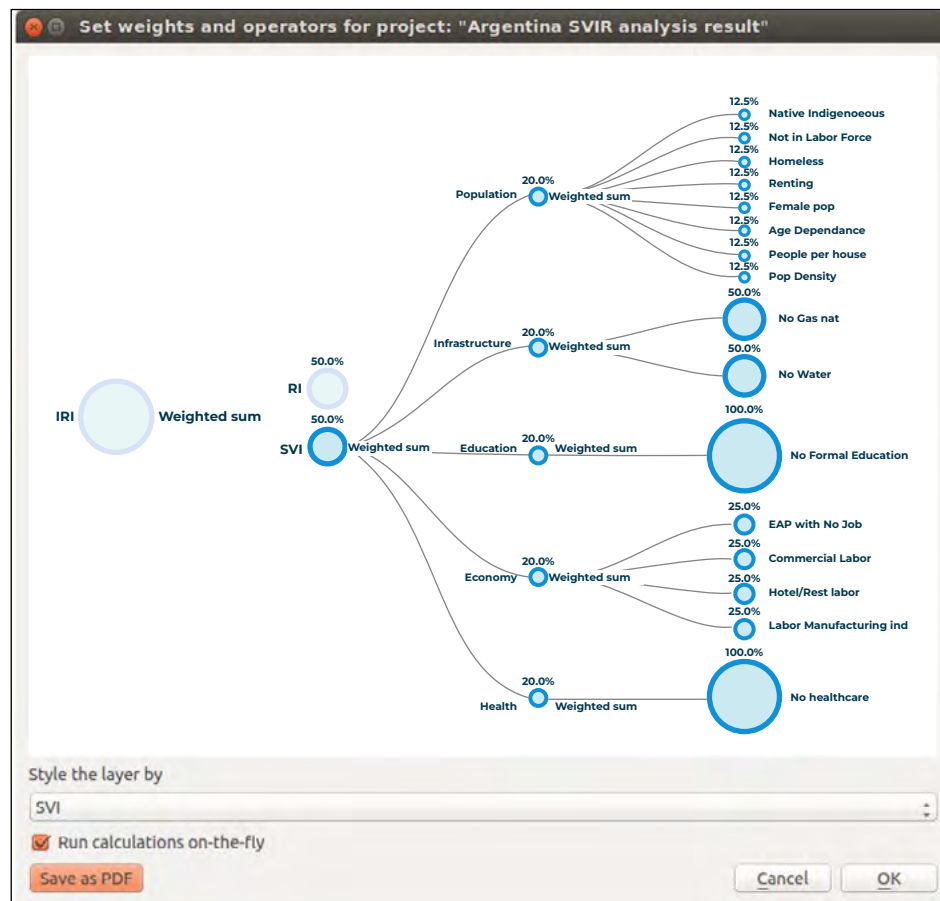 Set weights and operators for project: "Argentina SVIR analysis result"
12.5%
Native Indigenoeous
12.5%
Not in Labor Force
12.5%
Homeless
12.5%
Renting
12.5%
Female pop
12.5%
Age Dependance
12.5%
People per house
12.5%
Pop Density
20.0%
Population
Weighted sum
50.0%
No Gas nat
20.0%
Infrastructure
Weighted sum
50.0%
No Water
50.0%
RI
IRI
Weighted sum
50.0%
SVI
Weighted sum
20.0%
Education
Weighted sum
100.0%
No Formal Education
25.0%
EAP with No Job
25.0%
Commercial Labor
20.0%
Economy
Weighted sum
25.0%
Hotel/Rest labor
25.0%
Labor Manufacturing ind
20.0%
Health
Weighted sum
100.0%
No healthcare
Style the layer by
SVI
Run calculations on-the-fly
Save as PDF
Cancel
OK